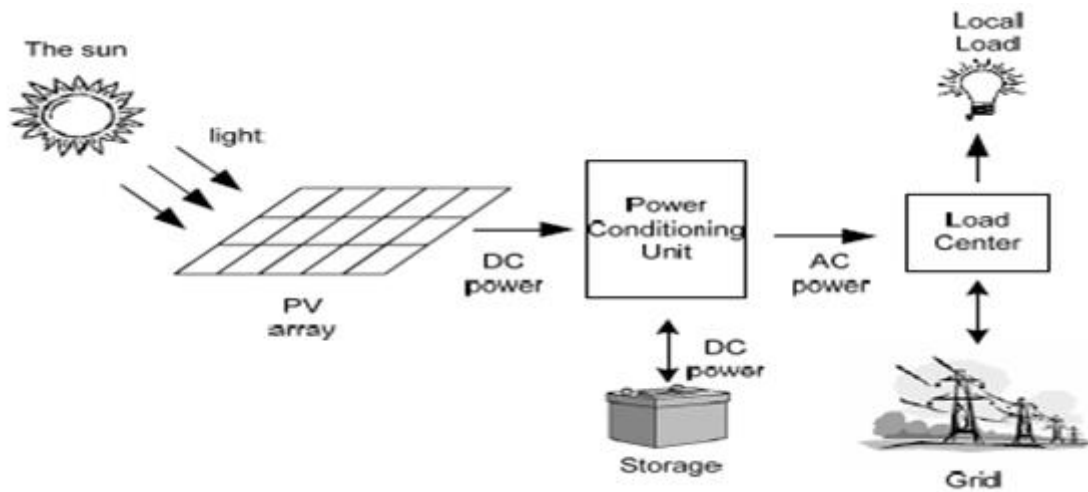 The sun
light
PV
array
DC
power
Power
Conditioning
Unit
DC
power
Storage
AC
power
Local
Load
Load
Center
Grid